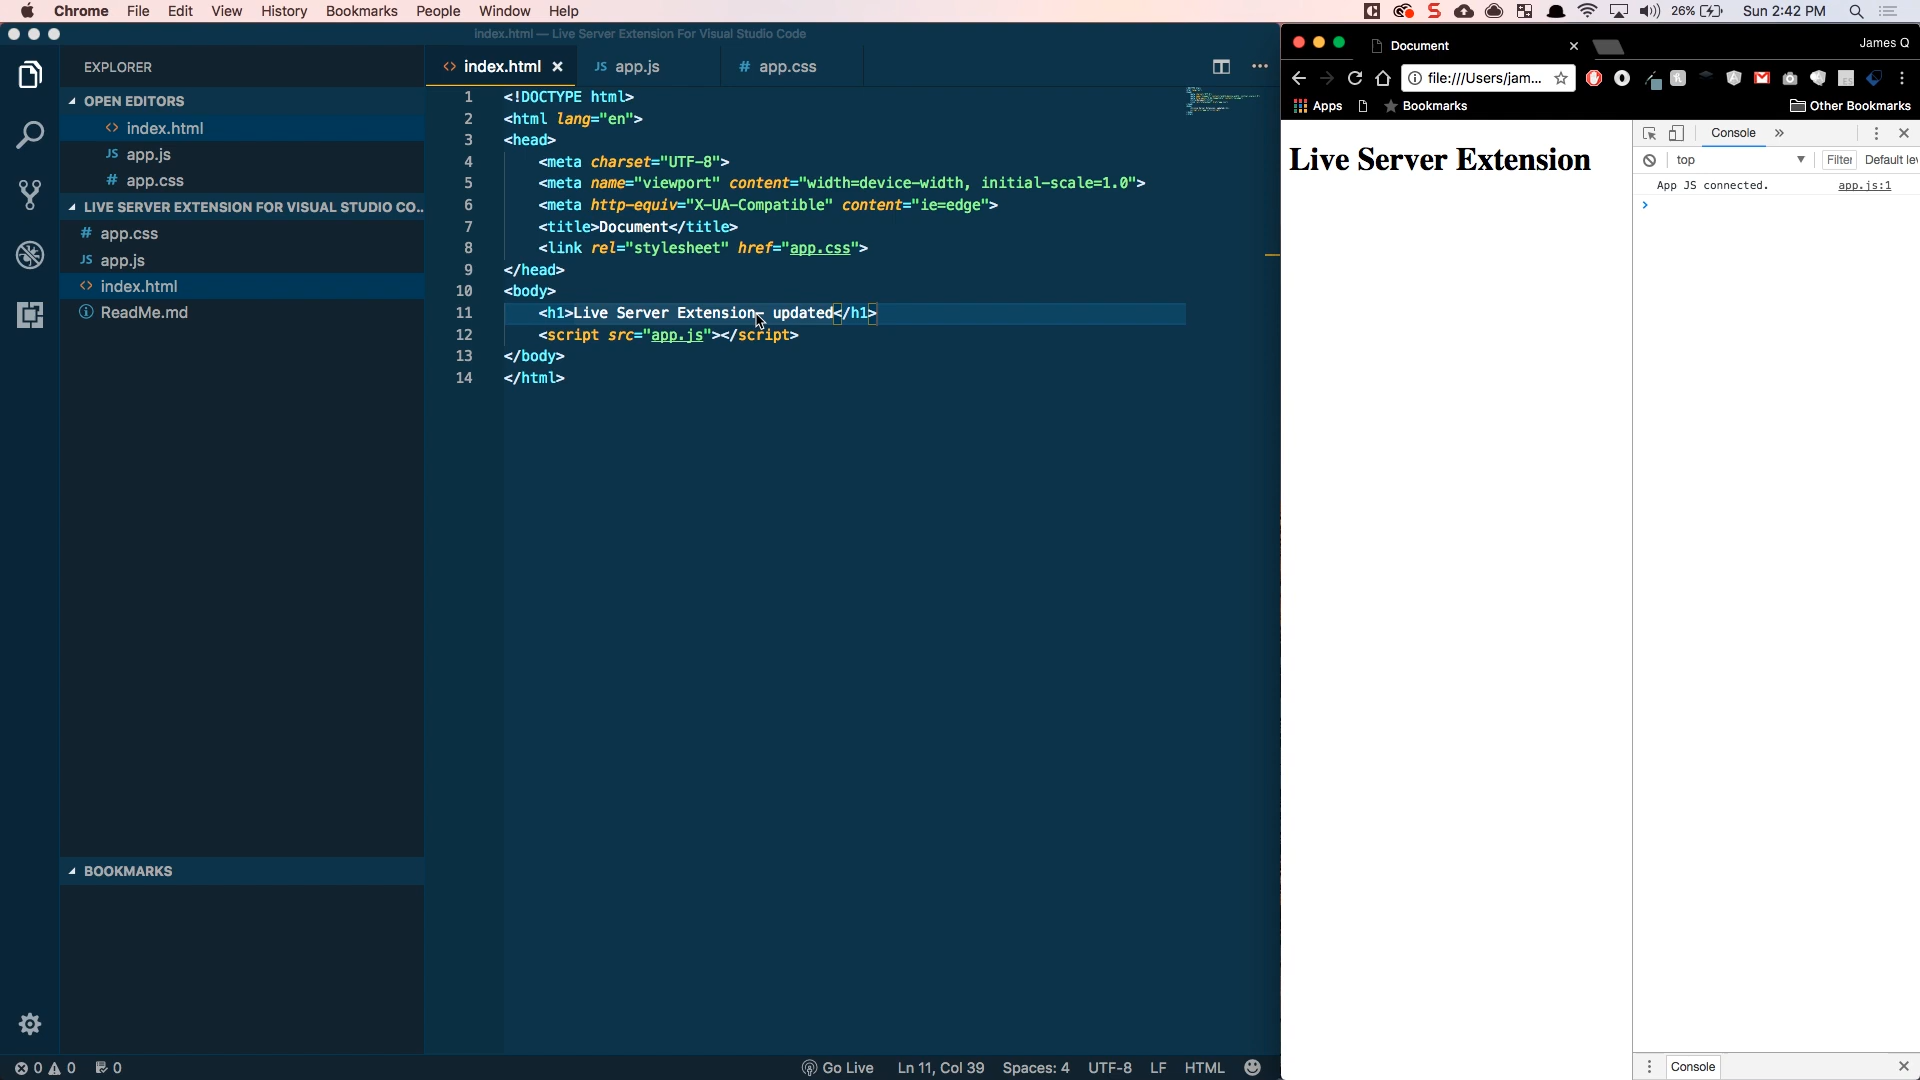 Chrome File Edit View History Bookmarks People Window Help
26% Sun 2:42 PM
index.html — Live Server Extension For Visual Studio Code
EXPLORER
OPEN EDITORS
<> index.html
JS app.js
# app.css
LIVE SERVER EXTENSION FOR VISUAL STUDIO CO...
# app.css
JS app.js
<> index.html
ReadMe.md
BOOKMARKS
<> index.html × JS app.js # app.css
1 <!DOCTYPE html>
2 <html lang="en">
3 <head>
4 <meta charset="UTF-8">
5 <meta name="viewport" content="width=device-width, initial-scale=1.0">
6 <meta http-equiv="X-UA-Compatible" content="ie=edge">
7 <title>Document</title>
8 <link rel="stylesheet" href="app.css">
9 </head>
10 <body>
11 <h1>Live Server Extension- updated</h1>
12 <script src="app.js"></script>
13 </body>
14 </html>
0 0 0
Go Live Ln 11, Col 39 Spaces: 4 UTF-8 LF HTML
Document
James Q
file:///Users/jam...
Apps Bookmarks Other Bookmarks
Live Server Extension
Console »
top Filter Default lev
App JS connected. app.js:1
>
Console